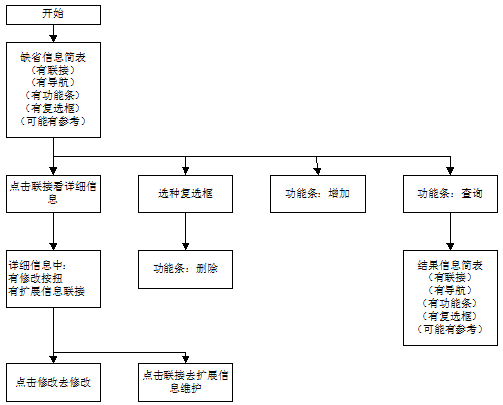 开始
缺省信息简表
（有联接）
（有导航）
（有功能条）
（有复选框）
（可能有参考）
点击联接看详细信
息
选种复选框
功能条：增加
功能条：查询
详细信息中：
有修改按扭
有扩展信息联接
功能条：删除
结果信息简表
（有联接）
（有导航）
（有功能条）
（有复选框）
（可能有参考）
点击修改去修改
点击联接去扩展信
息维护